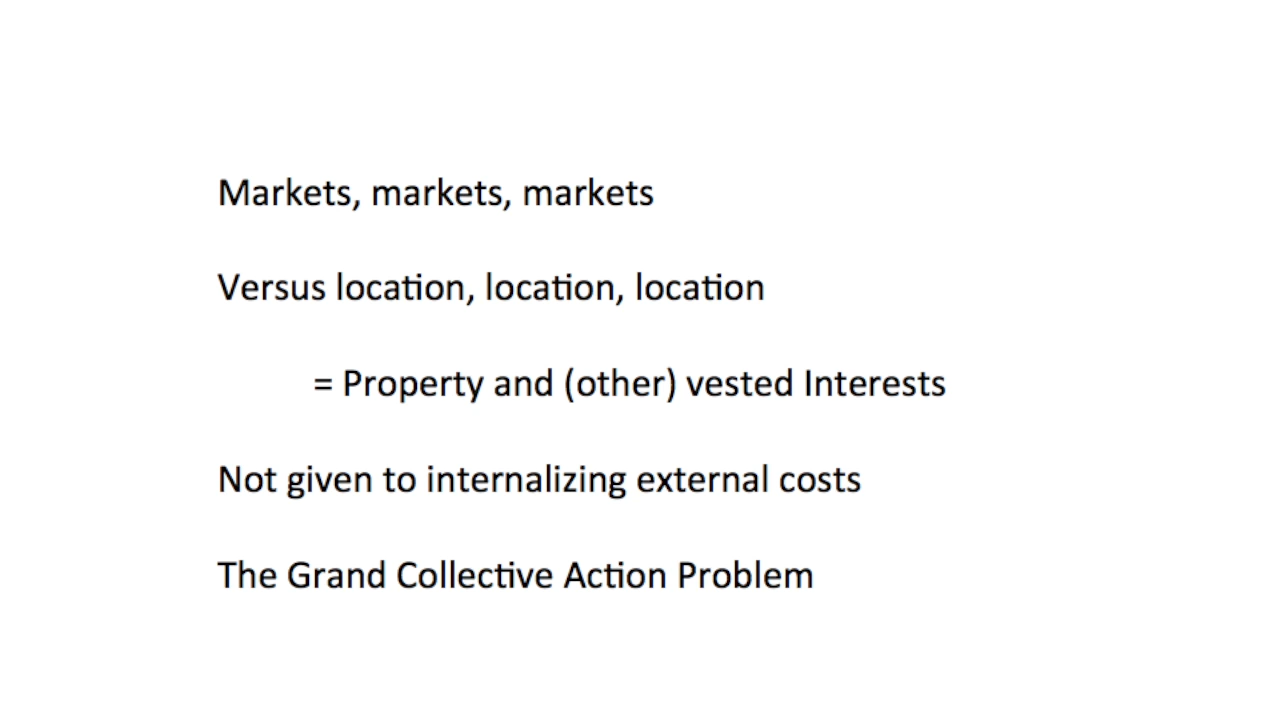 Markets, markets, markets
Versus location, location, location
= Property and (other) vested Interests
Not given to internalizing external costs
The Grand Collective Action Problem